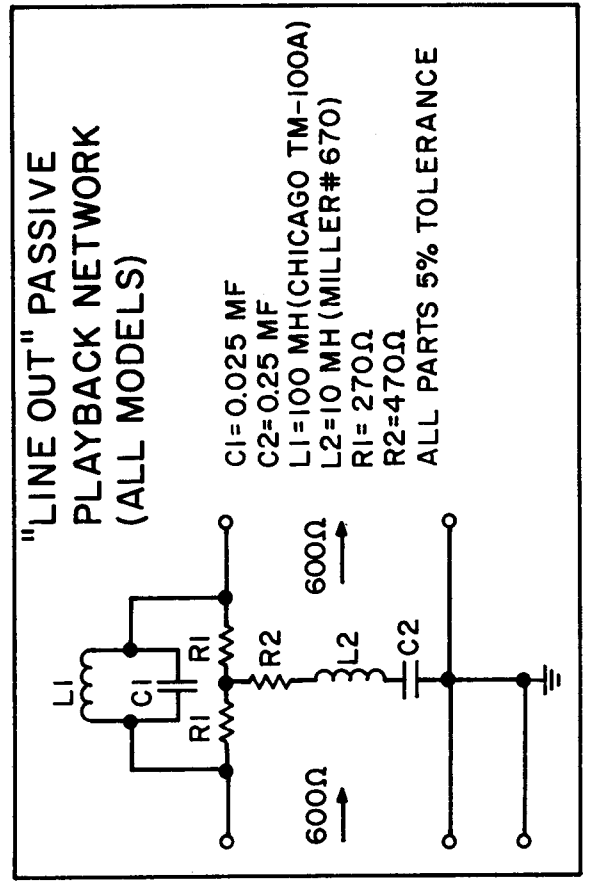 "LINE OUT" PASSIVE
PLAYBACK NETWORK
(ALL MODELS)
L1
C1
R1
R1
R2
L2
C2
600Ω
600Ω
C1=0.025 MF
C2=0.25 MF
L1=100 MH(CHICAGO TM-100A)
L2=10 MH(MILLER#670)
R1=270Ω
R2=470Ω
ALL PARTS 5% TOLERANCE